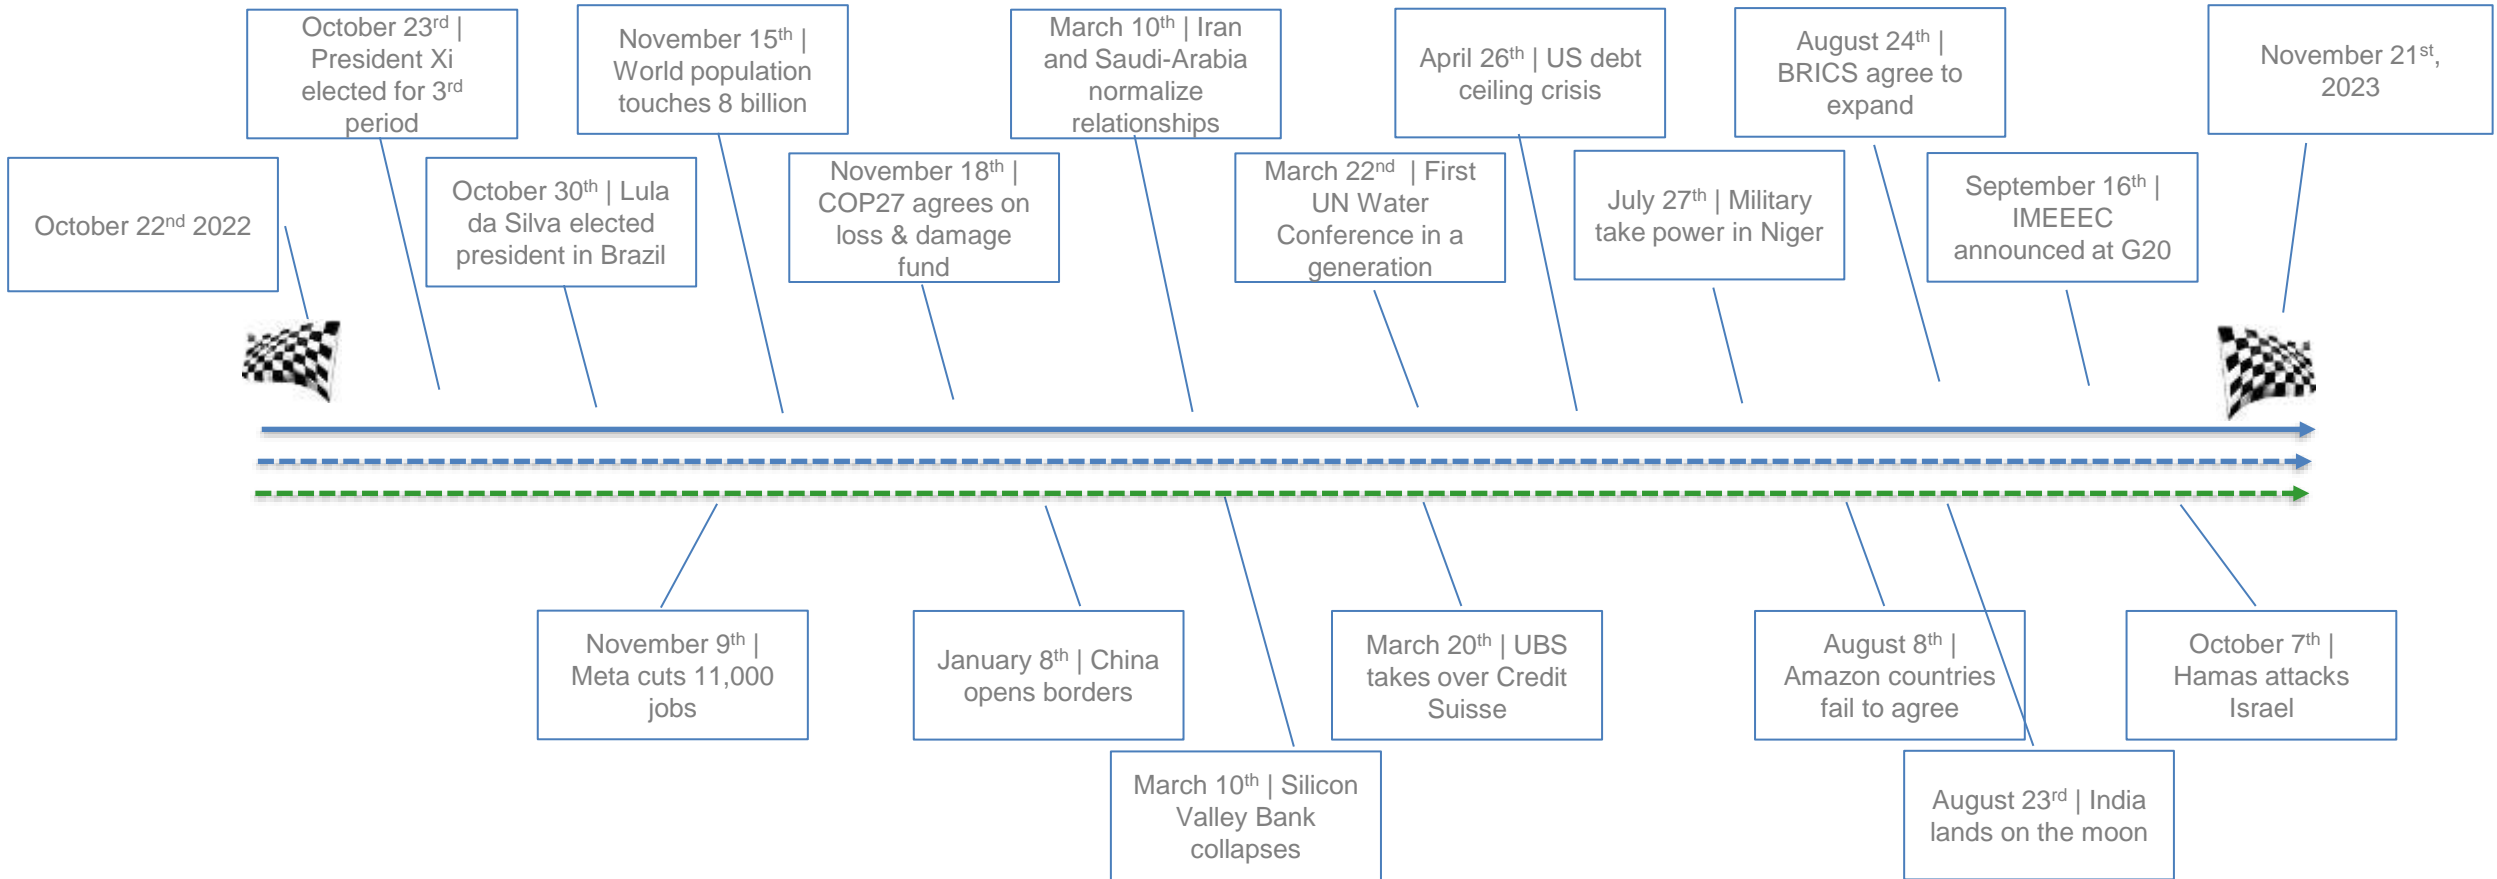 October 23rd |
President Xi
elected for 3rd
period
November 15th |
World population
touches 8 billion
March 10th | Iran
and Saudi-Arabia
normalize
relationships
April 26th | US debt
ceiling crisis
August 24th |
BRICS agree to
expand
November 21st,
2023
October 22nd 2022
October 30th | Lula
da Silva elected
president in Brazil
November 18th |
COP27 agrees on
loss & damage
fund
March 22nd | First
UN Water
Conference in a
generation
July 27th | Military
take power in Niger
September 16th |
IMEEEC
announced at G20
November 9th |
Meta cuts 11,000
jobs
January 8th | China
opens borders
March 20th | UBS
takes over Credit
Suisse
August 8th |
Amazon countries
fail to agree
October 7th |
Hamas attacks
Israel
March 10th | Silicon
Valley Bank
collapses
August 23rd | India
lands on the moon